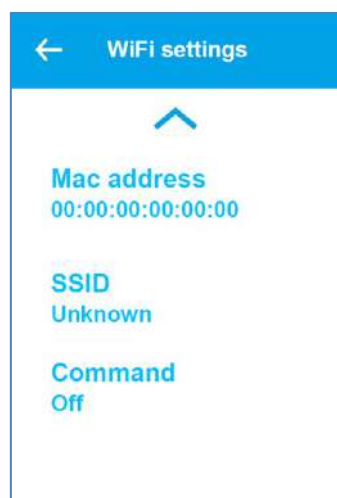 WiFi settings
Mac address
00:00:00:00:00:00
SSID
Unknown
Command
Off